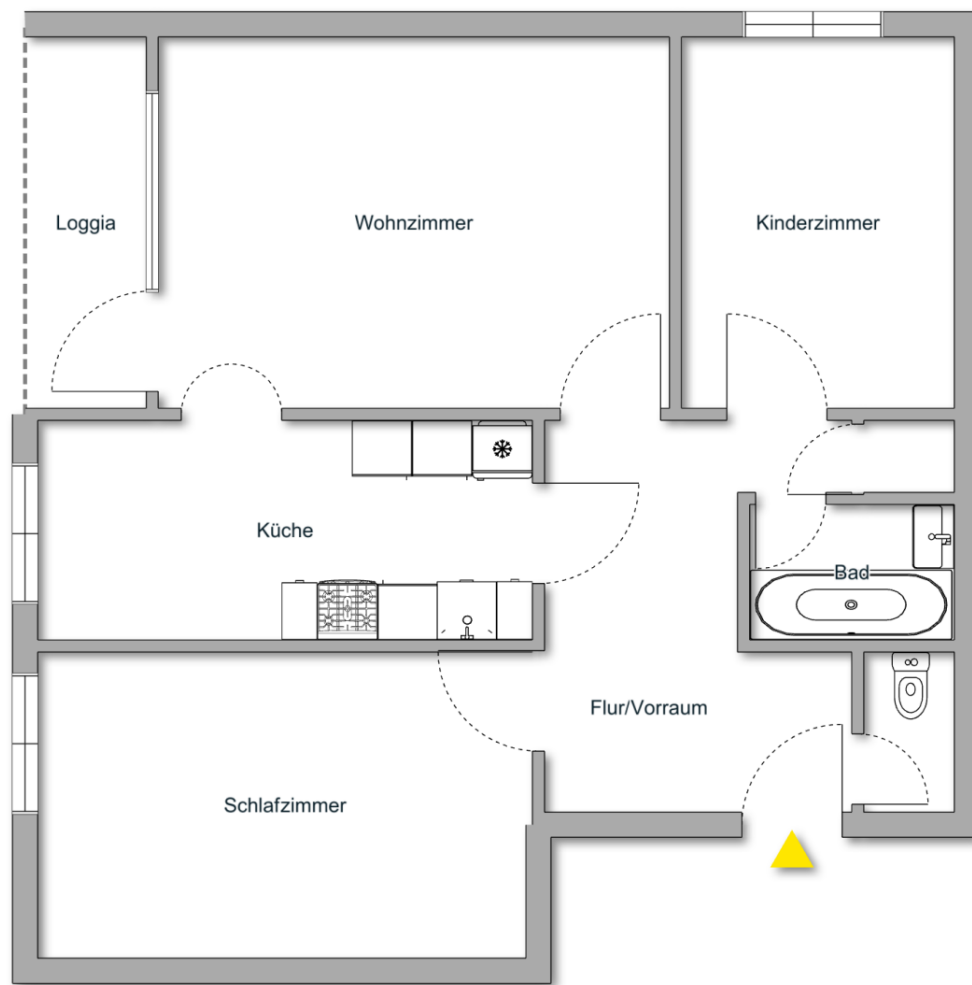 Loggia
Wohnzimmer
Kinderzimmer
Küche
Bad
Flur/Vorraum
Schlafzimmer